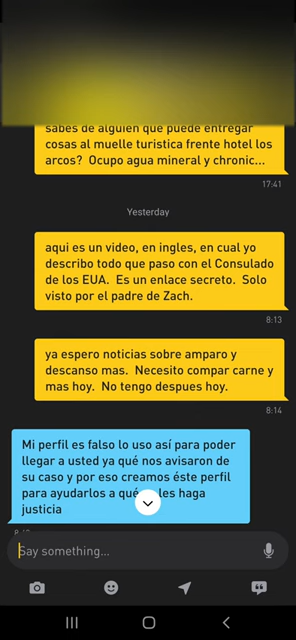 sabes de alguien que puede entregar
cosas al muelle turistica frente hotel los
arcos? Ocupo agua mineral y chronic...
17:41
Yesterday
aqui es un video, en ingles, en cual yo
describo todo que paso con el Consulado
de los EUA. Es un enlace secreto. Solo
visto por el padre de Zach.
8:13
ya espero noticias sobre amparo y
descanso mas. Necesito compar carne y
mas hoy. No tengo despues hoy.
8:14
Mi perfil es falso lo uso así para poder
llegar a usted ya qué nos avisaron de
su caso y por eso creamos éste perfil
para ayudarlos a qué les haga
justicia
Say something...